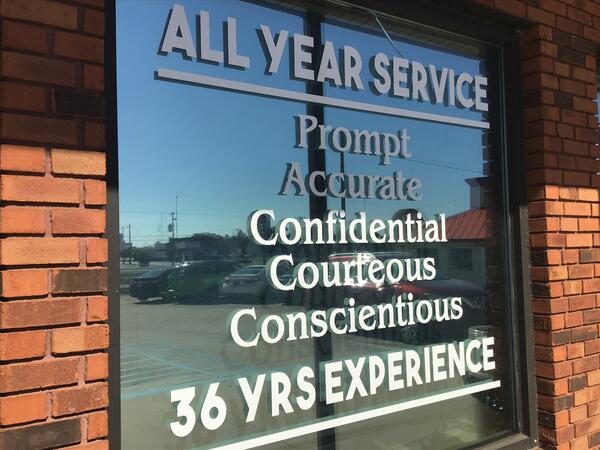 ALL YEAR SERVICE
Prompt
Accurate
Confidential
Courteous
Conscientious
36 YRS EXPERIENCE